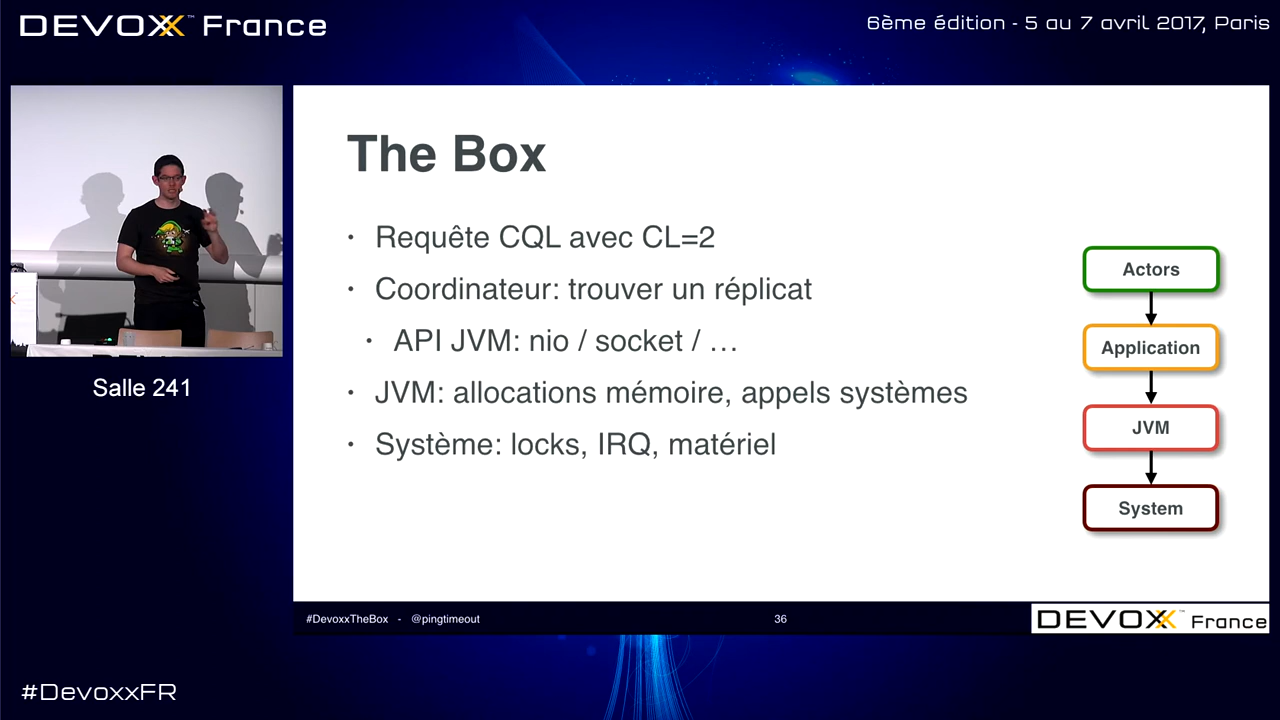 DEVOXX™ France
6ème édition - 5 au 7 avril 2017, Paris
The Box
• Requête CQL avec CL=2
• Coordinateur: trouver un réplicat
• API JVM: nio / socket / …
• JVM: allocations mémoire, appels systèmes
• Système: locks, IRQ, matériel
Actors
Application
JVM
System
Salle 241
#DevoxxTheBox - @pingtimeout
36
DEVOXX™ France
#DevoxxFR